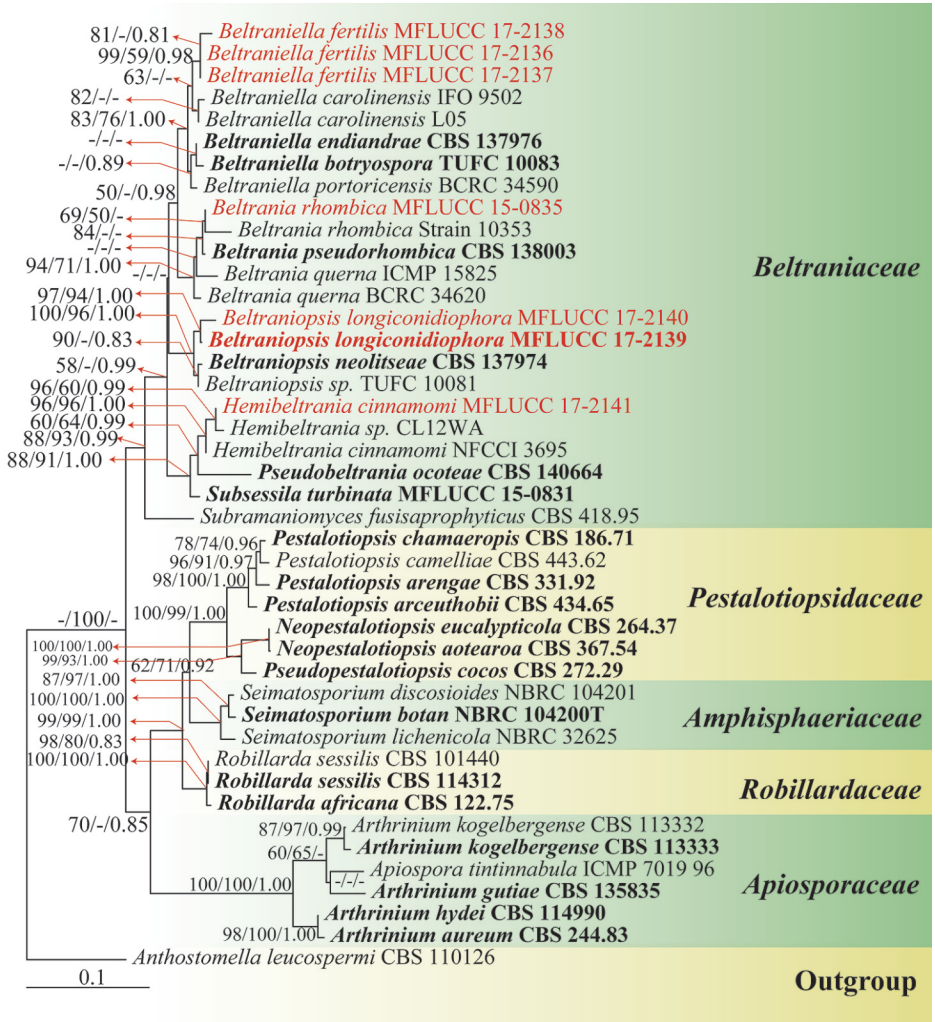 81/-/0.81
Beltraniella fertilis MFLUCC 17-2138
99/59/0.98
Beltraniella fertilis MFLUCC 17-2136
63/-/-
Beltraniella fertilis MFLUCC 17-2137
82/-/-
Beltraniella carolinensis IFO 9502
83/76/1.00
Beltraniella carolinensis L05
-/-/-
Beltraniella endiandrae CBS 137976
-/-/0.89
Beltraniella botryospora TUFC 10083
50/-/0.98
Beltraniella portoricensis BCRC 34590
69/50/-
Beltrania rhombica MFLUCC 15-0835
84/-/-
Beltrania rhombica Strain 10353
-/-/-
Beltrania pseudorhombica CBS 138003
94/71/1.00
-/-/-
Beltrania querna ICMP 15825
Beltraniaceae
97/94/1.00
Beltrania querna BCRC 34620
100/96/1.00
Beltraniopsis longiconidiophora MFLUCC 17-2140
90/-/0.83
Beltraniopsis longiconidiophora MFLUCC 17-2139
58/-/0.99
Beltraniopsis neolitseae CBS 137974
96/60/0.99
Beltraniopsis sp. TUFC 10081
96/96/1.00
Hemibeltrania cinnamomi MFLUCC 17-2141
60/64/0.99
Hemibeltrania sp. CL12WA
88/93/0.99
Hemibeltrania cinnamomi NFCCI 3695
88/91/1.00
Pseudobeltrania ocoteae CBS 140664
Subsessila turbinata MFLUCC 15-0831
Subramaniomyces fusisaprophyticus CBS 418.95
78/74/0.96
Pestalotiopsis chamaeropis CBS 186.71
96/91/0.97
Pestalotiopsis camelliae CBS 443.62
98/100/1.00
Pestalotiopsis arengae CBS 331.92
Pestalotiopsidaceae
100/99/1.00
Pestalotiopsis arceuthobii CBS 434.65
-/100/-
Neopestalotiopsis eucalypticola CBS 264.37
100/100/1.00
Neopestalotiopsis aotearoa CBS 367.54
99/93/1.00
62/71/0.92
Pseudopestalotiopsis cocos CBS 272.29
87/97/1.00
Seimatosporium discosioides NBRC 104201
100/100/1.00
Seimatosporium botan NBRC 104200T
Amphisphaeriaceae
99/99/1.00
Seimatosporium lichenicola NBRC 32625
98/80/0.83
Robillarda sessilis CBS 101440
100/100/1.00
Robillarda sessilis CBS 114312
Robillardaceae
Robillarda africana CBS 122.75
70/-/0.85
87/97/0.99
Arthrinium kogelbergense CBS 113332
60/65/-
Arthrinium kogelbergense CBS 113333
Apiospora tintinnabula ICMP 7019 96
-/-/-
100/100/1.00
Arthrinium gutiae CBS 135835
Apiosporaceae
Arthrinium hydei CBS 114990
98/100/1.00
Arthrinium aureum CBS 244.83
Anthostomella leucospermi CBS 110126
0.1
Outgroup